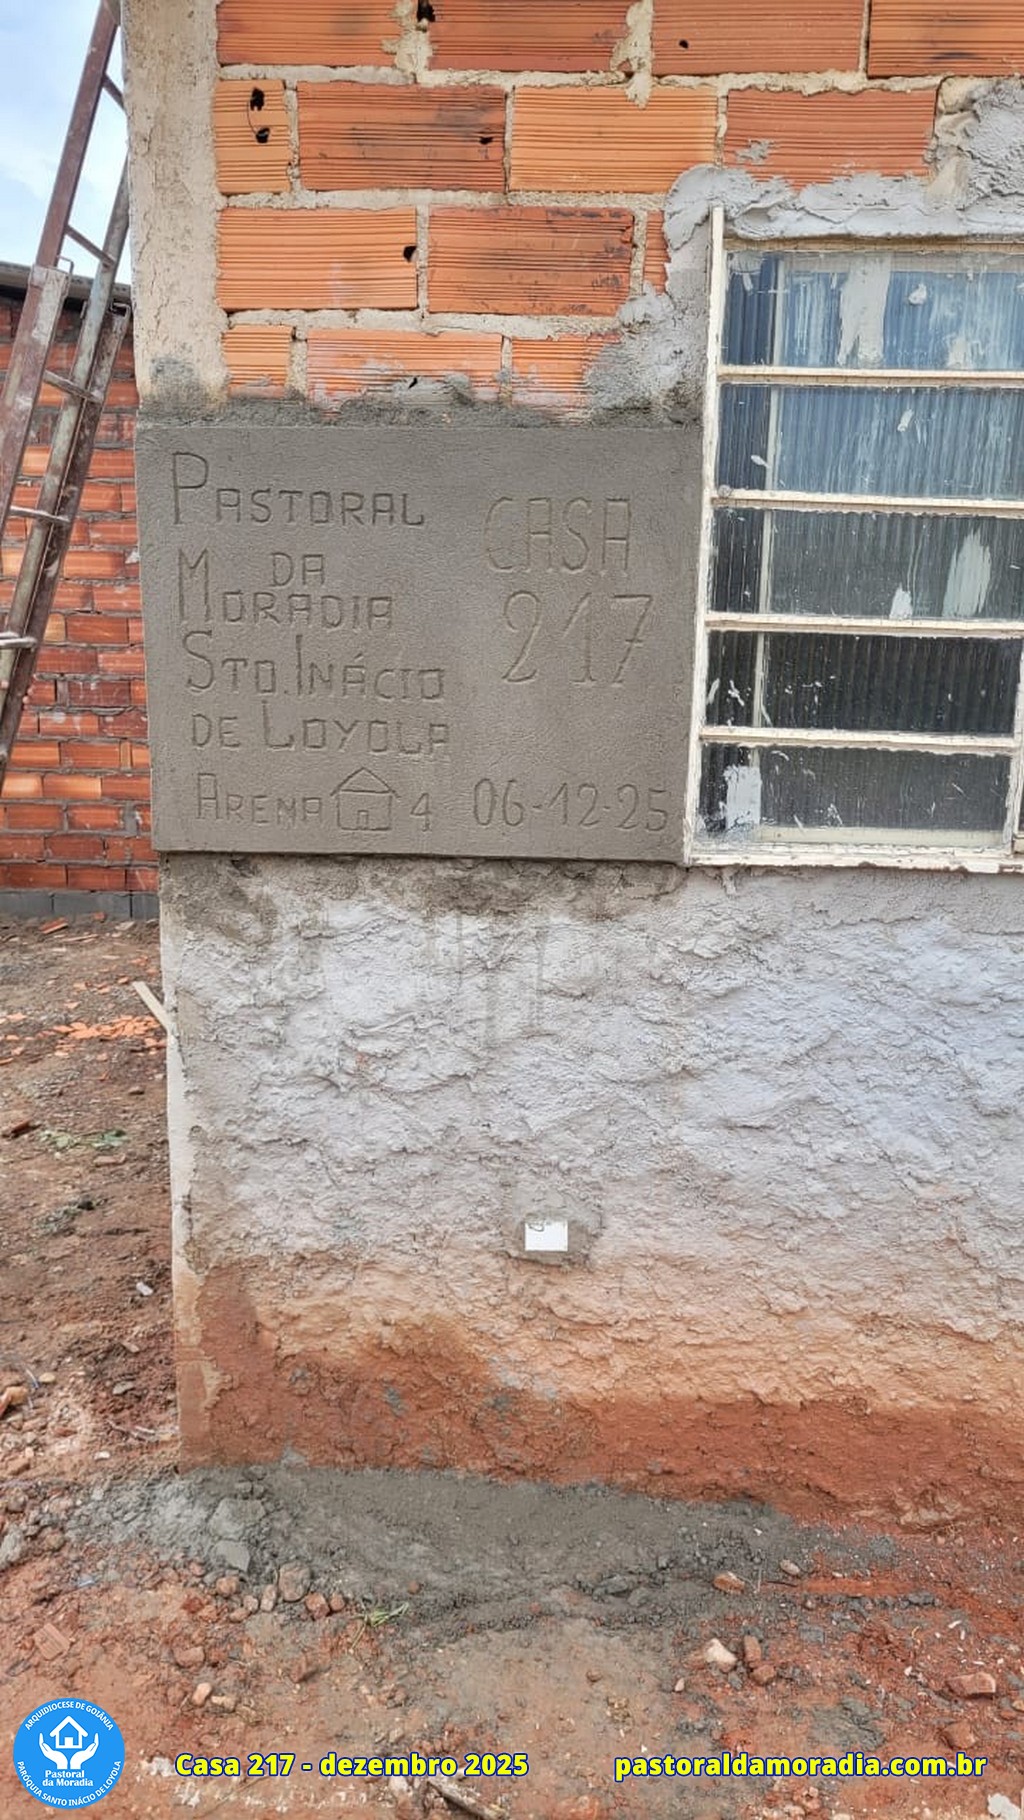 PASTORAL
DA
MORADIA
STO. INÁCIO
DE LOYOLA
ARENA 4
CASA
217
06-12-25
ARQUIDIOCESE DE GOIÂNIA
Pastoral
da Moradia
PARÓQUIA SANTO INÁCIO DE LOYOLA
Casa 217 - dezembro 2025
pastoraldamoradia.com.br